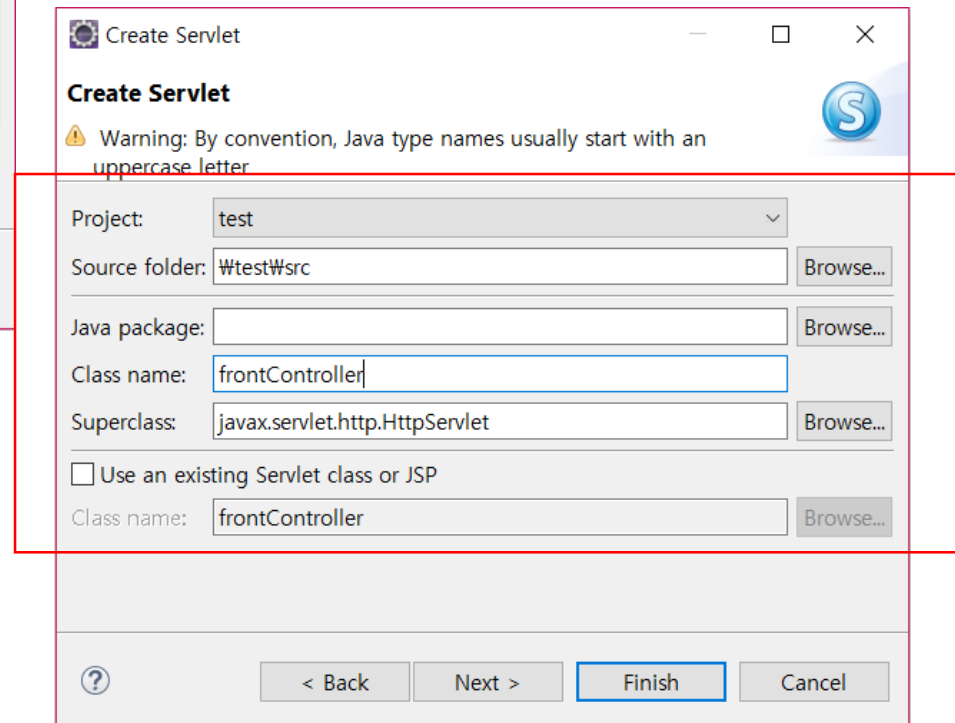 Create Servlet
Create Servlet
Warning: By convention, Java type names usually start with an
uppercase letter
Project: test
Source folder: ₩test₩src Browse...
Java package: Browse...
Class name: frontController
Superclass: javax.servlet.http.HttpServlet Browse...
Use an existing Servlet class or JSP
Class name: frontController Browse...
< Back Next > Finish Cancel